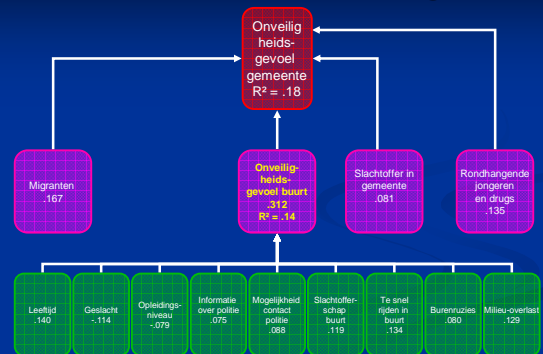 Onveilig
heids-
gevoel
gemeente
R² = .18
Migranten
.167
Onveilig-
heids-
gevoel buurt
.312
R² = .14
Slachtoffer in
gemeente
.081
Rondhangende
jongeren
en drugs
.135
Leeftijd
.140
Geslacht
-.114
Opleidings-
niveau
-.079
Informatie
over politie
.075
Mogelijkheid
contact
politie
.088
Slachtoffer-
schap
buurt
.119
Te snel
rijden in
buurt
.134
Burenruzies
.080
Milieu-overlast
.129